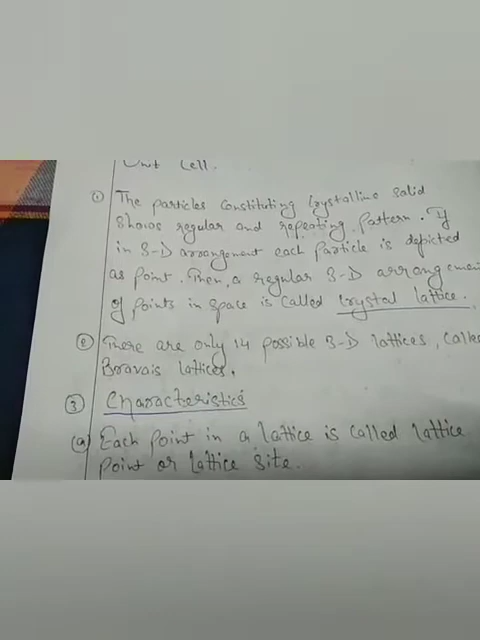 Unit Cell.
① The particles constituting Crystalline solid
shows regular and repeating pattern. If
in 3-D arrangement each particle is depicted
as point. Then, a regular 3-D arrangemen
of points in space is called Crystal lattice.
② There are only 14 possible 3-D lattices, calle
Bravais lattices.
③ Characteristics
(a) Each point in a lattice is called lattice
point or lattice site.